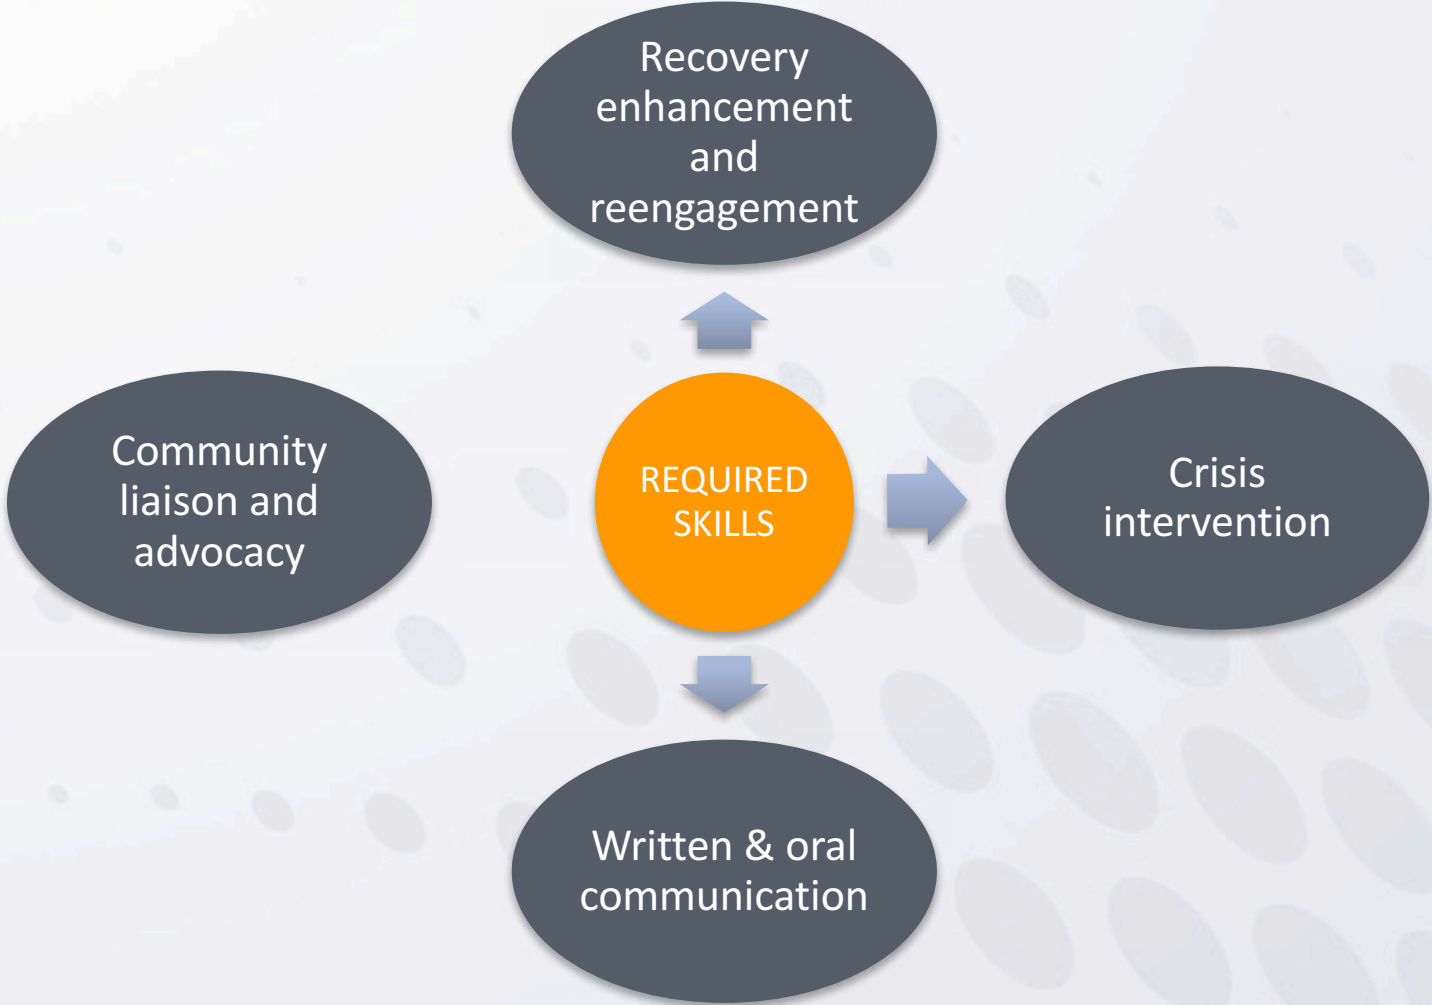 Recovery
enhancement
and
reengagement
Community
liaison and
advocacy
REQUIRED
SKILLS
Crisis
intervention
Written & oral
communication